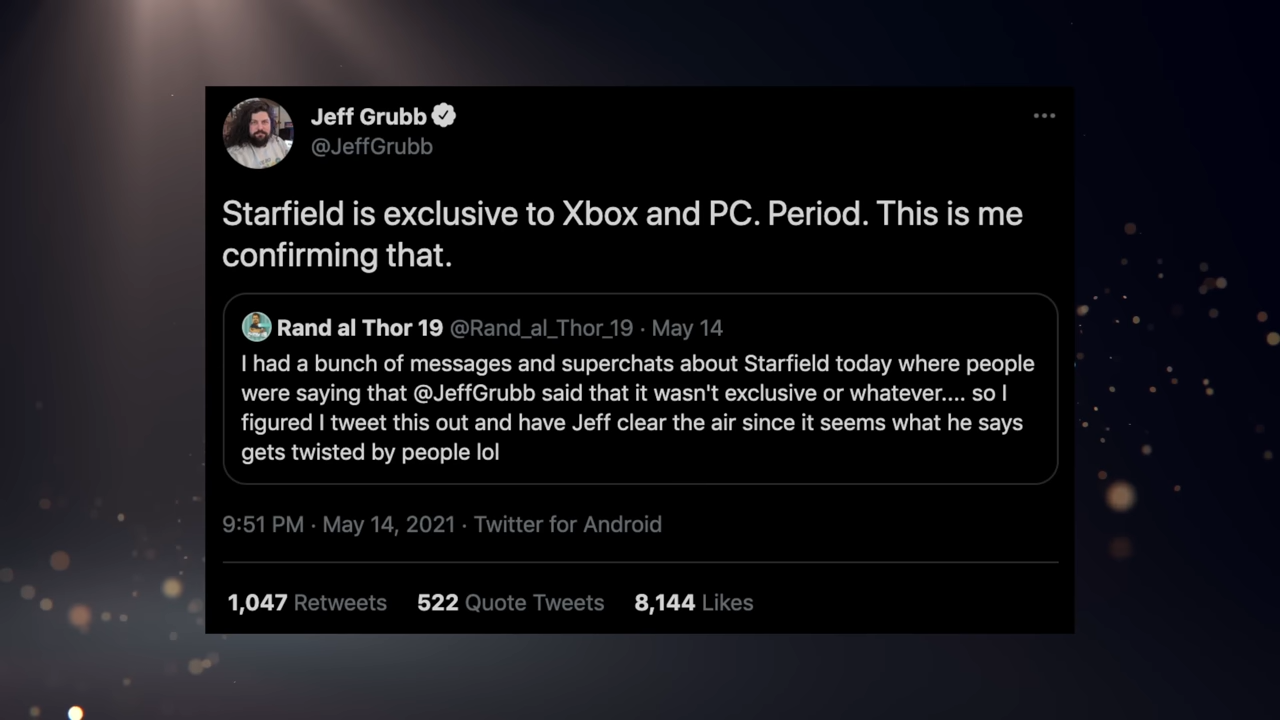 Jeff Grubb
@JeffGrubb
Starfield is exclusive to Xbox and PC. Period. This is me
confirming that.
Rand al Thor 19 @Rand_al_Thor_19 · May 14
I had a bunch of messages and superchats about Starfield today where people
were saying that @JeffGrubb said that it wasn't exclusive or whatever.... so I
figured I tweet this out and have Jeff clear the air since it seems what he says
gets twisted by people lol
9:51 PM · May 14, 2021 · Twitter for Android
1,047 Retweets 522 Quote Tweets 8,144 Likes